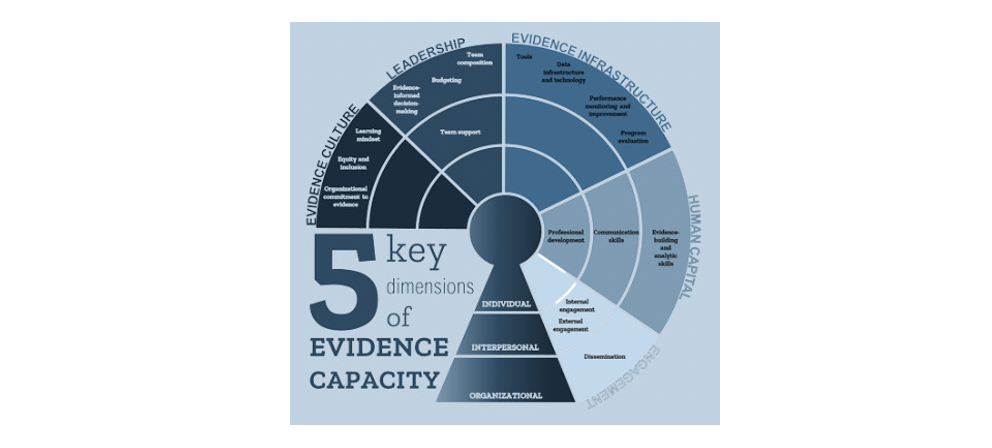 EVIDENCE CULTURE
Learning
mindset
Equity and
inclusion
Organizational
commitment to
evidence
LEADERSHIP
Team
composition
Budgeting
Evidence-
informed
decision-
making
Team support
EVIDENCE INFRASTRUCTURE
Tools
Data
infrastructure
and technology
Performance
monitoring and
improvement
Program
evaluation
HUMAN CAPITAL
Professional
development
Communication
skills
Evidence-
building
and
analytic
skills
ENGAGEMENT
Internal
engagement
External
engagement
Dissemination
5 key
dimensions
of
EVIDENCE
CAPACITY
INDIVIDUAL
INTERPERSONAL
ORGANIZATIONAL